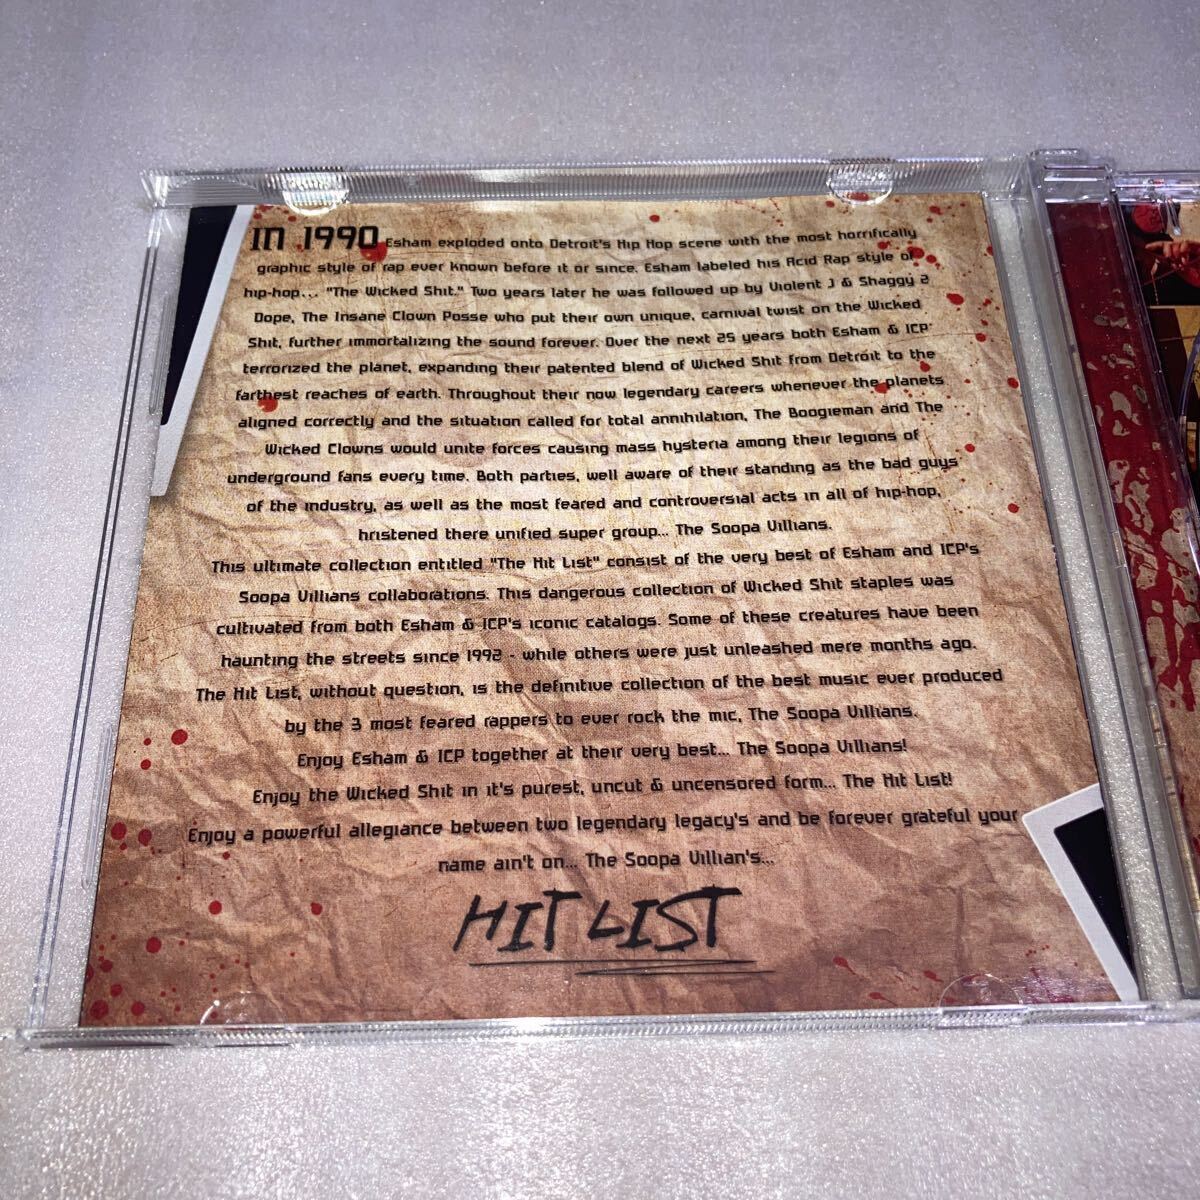 IN 1990 Esham exploded onto Detroit's Hip Hop scene with the most horrifically
graphic style of rap ever known before it or since. Esham labeled his Acid Rap style of
hip-hop... "The Wicked Shit." Two years later he was followed up by Violent J & Shaggy 2
Dope, The Insane Clown Posse who put their own unique, carnival twist on the Wicked
Shit, further immortalizing the sound forever. Over the next 25 years both Esham & ICP
terrorized the planet, expanding their patented blend of Wicked Shit from Detroit to the
farthest reaches of earth. Throughout their now legendary careers whenever the planets
aligned correctly and the situation called for total annihilation, The Boogieman and The
Wicked Clowns would unite forces causing mass hysteria among their legions of
underground fans every time. Both parties, well aware of their standing as the bad guys
of the industry, as well as the most feared and controversial acts in all of hip-hop,
hristened there unified super group... The Soopa Villians.
This ultimate collection entitled "The Hit List" consist of the very best of Esham and ICP's
Soopa Villians collaborations. This dangerous collection of Wicked Shit staples was
cultivated from both Esham & ICP's iconic catalogs. Some of these creatures have been
haunting the streets since 1992 - while others were just unleashed mere months ago.
The Hit List, without question, is the definitive collection of the best music ever produced
by the 3 most feared rappers to ever rock the mic, The Soopa Villians.
Enjoy Esham & ICP together at their very best... The Soopa Villians!
Enjoy the Wicked Shit in it's purest, uncut & uncensored form... The Hit List!
Enjoy a powerful allegiance between two legendary legacy's and be forever grateful your
name ain't on... The Soopa Villian's...
HIT LIST